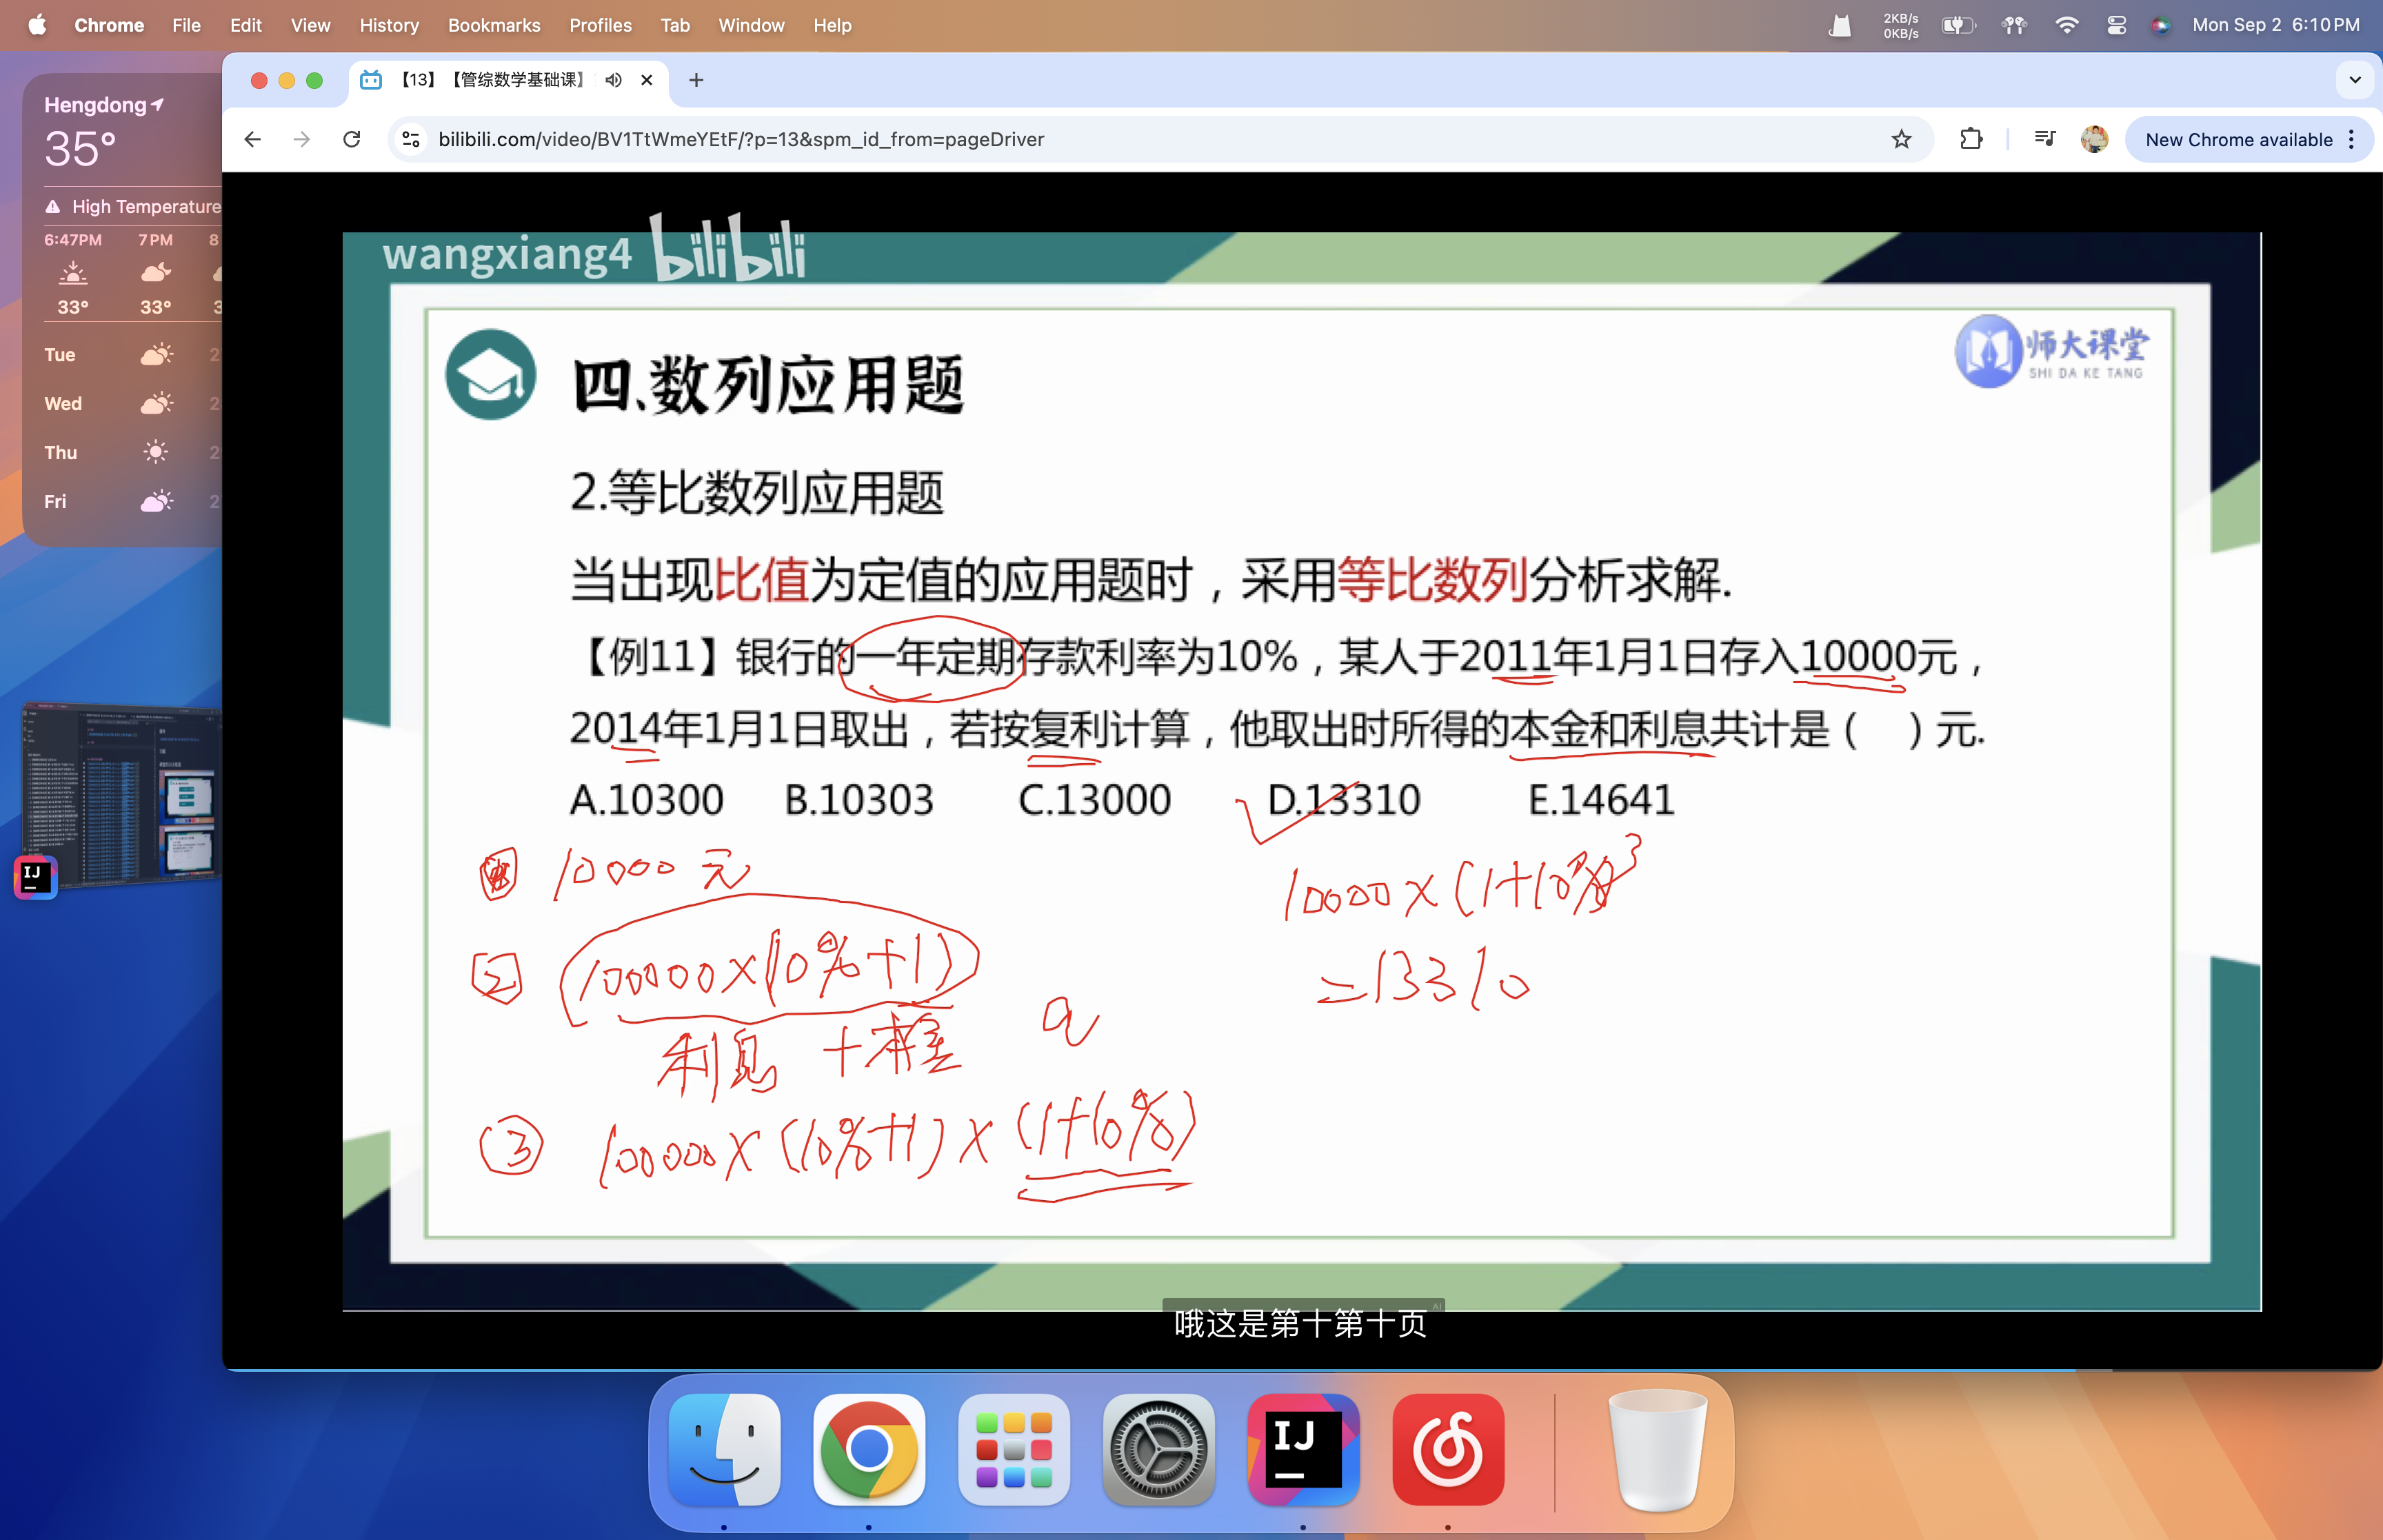 Chrome File Edit View History Bookmarks Profiles Tab Window Help
2KB/s
0KB/s
Mon Sep 2 6:10 PM
Hengdong
35°
High Temperature
6:47PM 7 PM 8
33° 33° 3
Tue 2
Wed 2
Thu 2
Fri 2
【13】【管综数学基础课】
bilibili.com/video/BV1TtWmeYEtF/?p=13&spm_id_from=pageDriver
New Chrome available
wangxiang4 bilibili
师大课堂
SHI DA KE TANG
四.数列应用题
2.等比数列应用题
当出现比值为定值的应用题时，采用等比数列分析求解.
【例11】银行的一年定期存款利率为10%，某人于2011年1月1日存入10000元，
2014年1月1日取出，若按复利计算，他取出时所得的本金和利息共计是（ ）元.
A.10300 B.10303 C.13000 D.13310 E.14641
10000元
10000×(1+10%)³
=13310
② 10000×(10%+1)
利息 +本金
q
③ 10000×(10%+1)×(1+10%)
哦这是第十第十页
AI
IJ
IJ